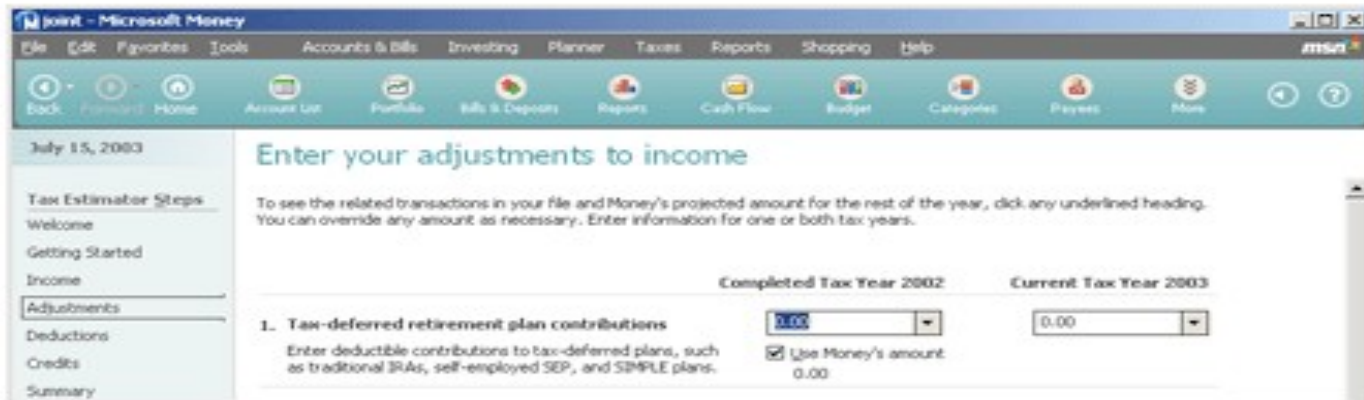 joint - Microsoft Money
File Edit Favorites Tools Accounts & Bills Investing Planner Taxes Reports Shopping Help msn
Back Forward Home Account List Portfolio Bills & Deposits Reports Cash Flow Budget Categories Payees More
July 15, 2003
Enter your adjustments to income
Tax Estimator Steps
Welcome
Getting Started
Income
Adjustments
Deductions
Credits
Summary
To see the related transactions in your file and Money's projected amount for the rest of the year, click any underlined heading.
You can override any amount as necessary. Enter information for one or both tax years.
Completed Tax Year 2002 Current Tax Year 2003
1. Tax-deferred retirement plan contributions 0.00 0.00
Enter deductible contributions to tax-deferred plans, such
as traditional IRAs, self-employed SEP, and SIMPLE plans.
Use Money's amount
0.00